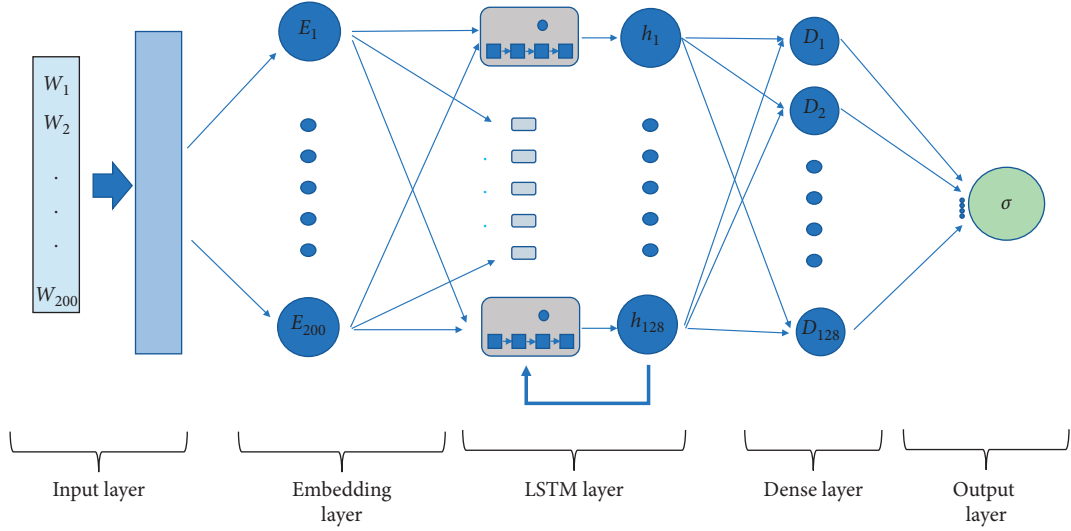 W₁
W₂
.
.
.
W₂₀₀
E₁
E₂₀₀
h₁
h₁₂₈
D₁
D₂
D₁₂₈
σ
Input layer
Embedding
layer
LSTM layer
Dense layer
Output
layer